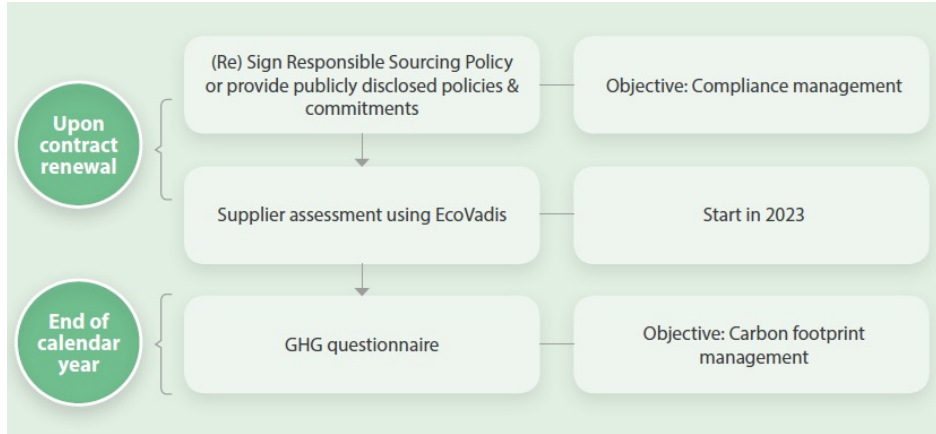 Upon
contract
renewal
(Re) Sign Responsible Sourcing Policy
or provide publicly disclosed policies &
commitments
Objective: Compliance management
Supplier assessment using EcoVadis
Start in 2023
End of
calendar
year
GHG questionnaire
Objective: Carbon footprint
management